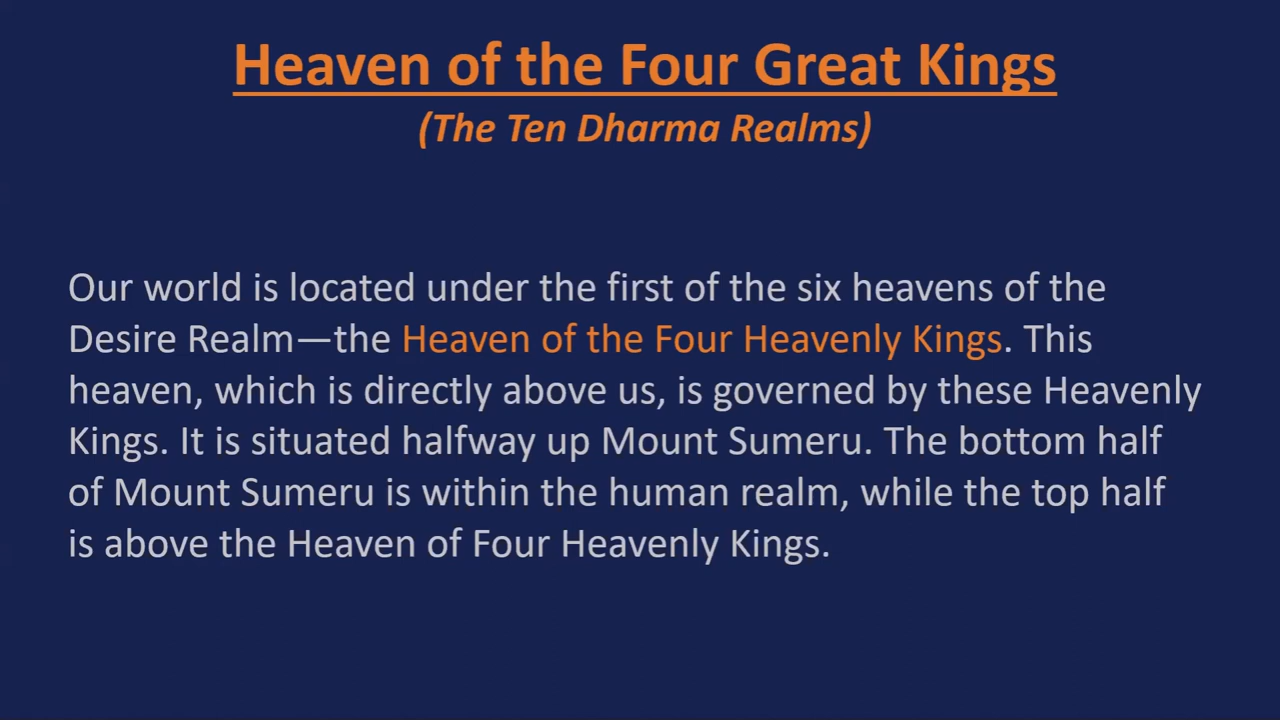 Heaven of the Four Great Kings
(The Ten Dharma Realms)
Our world is located under the first of the six heavens of the
Desire Realm—the Heaven of the Four Heavenly Kings. This
heaven, which is directly above us, is governed by these Heavenly
Kings. It is situated halfway up Mount Sumeru. The bottom half
of Mount Sumeru is within the human realm, while the top half
is above the Heaven of Four Heavenly Kings.